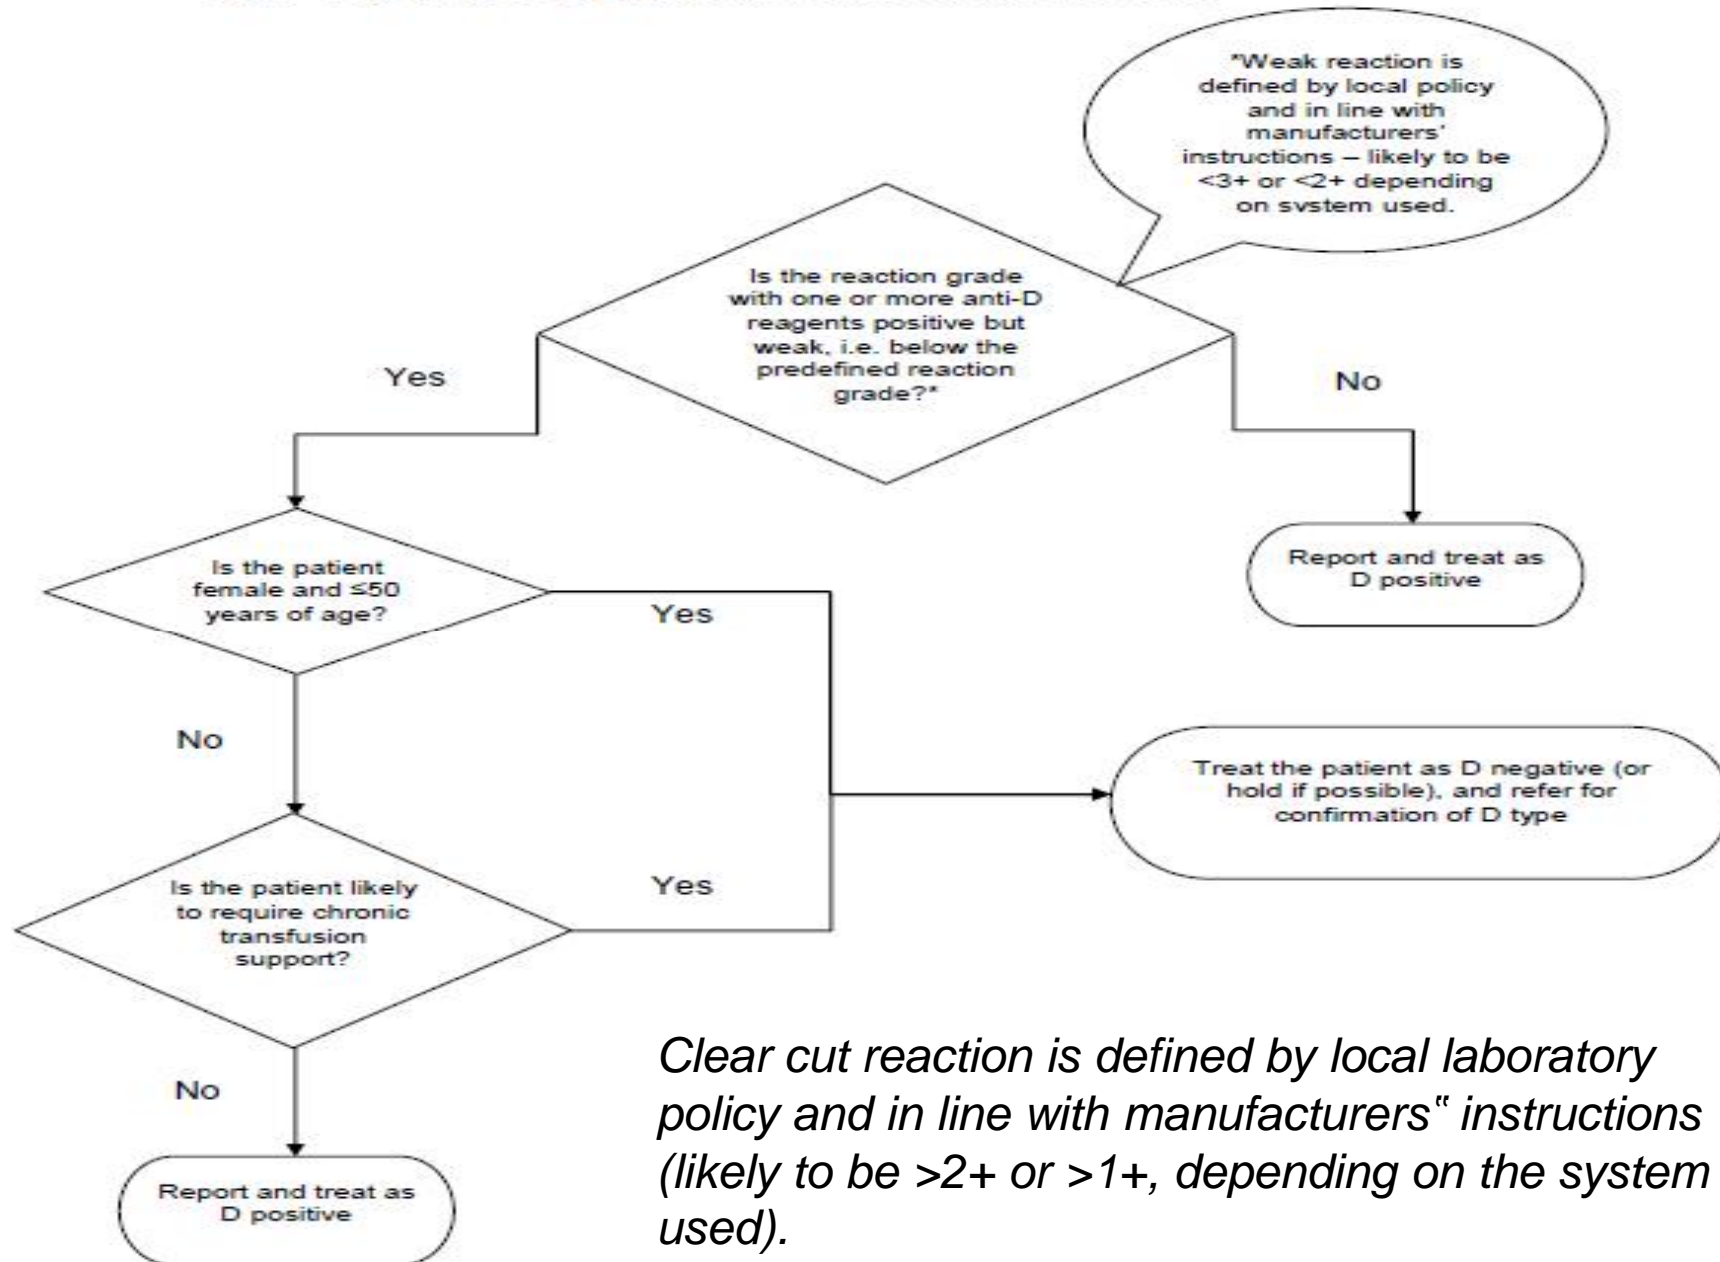 "Weak reaction is
defined by local policy
and in line with
manufacturers'
instructions – likely to be
<3+ or <2+ depending
on svstem used.
Is the reaction grade
with one or more anti-D
reagents positive but
weak, i.e. below the
predefined reaction
grade?*
Yes
No
Report and treat as
D positive
Is the patient
female and ≤50
years of age?
Yes
No
Treat the patient as D negative (or
hold if possible), and refer for
confirmation of D type
Is the patient likely
to require chronic
transfusion
support?
Yes
No
Report and treat as
D positive
Clear cut reaction is defined by local laboratory
policy and in line with manufacturers‟ instructions
(likely to be >2+ or >1+, depending on the system
used).